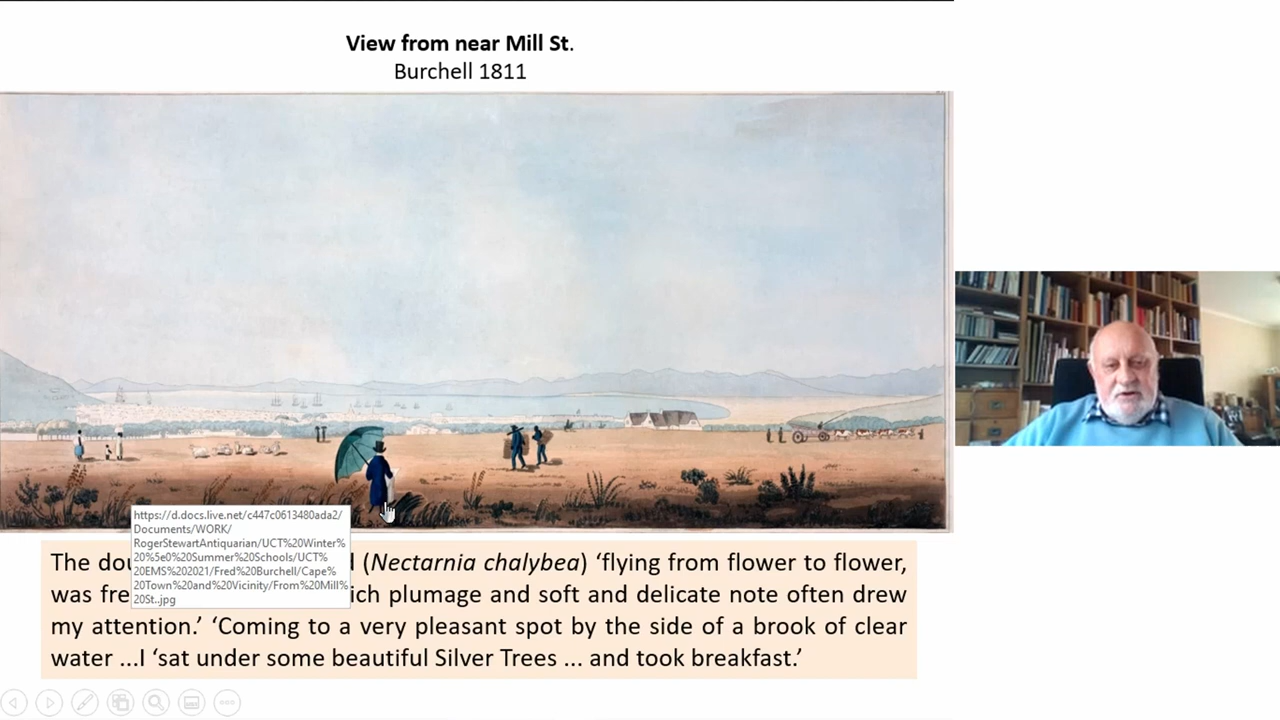 View from near Mill St.
Burchell 1811
https://d.docs.live.net/c447c0613480ada2/
Documents/WORK/
RogerStewartAntiquarian/UCT%20Winter%
20%5e0%20Summer%20Schools/UCT%
20EMS%202021/Fred%20Burchell/Cape%
20Town%20and%20Vicinity/From%20Mill%
20St..jpg
The dou d (Nectarnia chalybea) ‘flying from flower to flower,
was fre ich plumage and soft and delicate note often drew
my attention.’ ‘Coming to a very pleasant spot by the side of a brook of clear
water ...I ‘sat under some beautiful Silver Trees ... and took breakfast.’